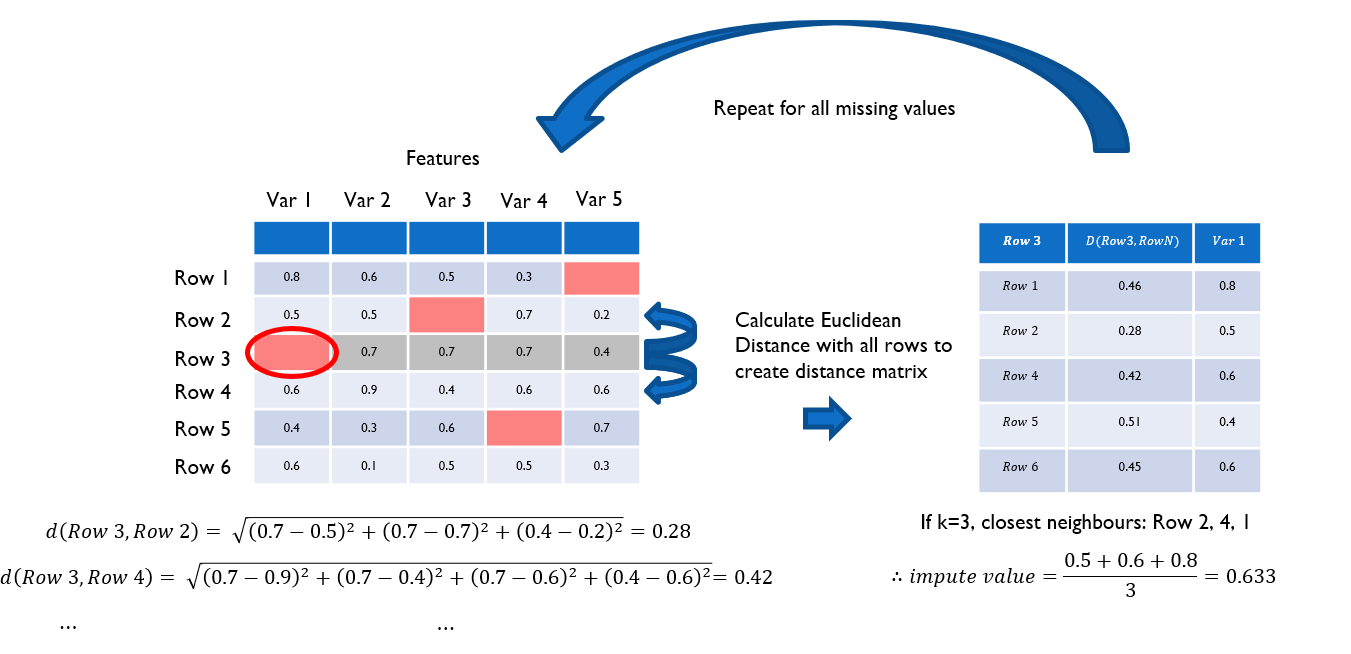 Repeat for all missing values
Features
Var 1 Var 2 Var 3 Var 4 Var 5
Row 1 0.8 0.6 0.5 0.3
Row 2 0.5 0.5 0.7 0.2
Row 3 0.7 0.7 0.7 0.4
Row 4 0.6 0.9 0.4 0.6 0.6
Row 5 0.4 0.3 0.6 0.7
Row 6 0.6 0.1 0.5 0.5 0.3
Calculate Euclidean
Distance with all rows to
create distance matrix
Row 3 D(Row3, RowN) Var 1
Row 1 0.46 0.8
Row 2 0.28 0.5
Row 4 0.42 0.6
Row 5 0.51 0.4
Row 6 0.45 0.6
d(Row 3, Row 2) = √(0.7 − 0.5)² + (0.7 − 0.7)² + (0.4 − 0.2)² = 0.28
d(Row 3, Row 4) = √(0.7 − 0.9)² + (0.7 − 0.4)² + (0.7 − 0.6)² + (0.4 − 0.6)² = 0.42
... ...
If k=3, closest neighbours: Row 2, 4, 1
∴ impute value = (0.5 + 0.6 + 0.8)/3 = 0.633